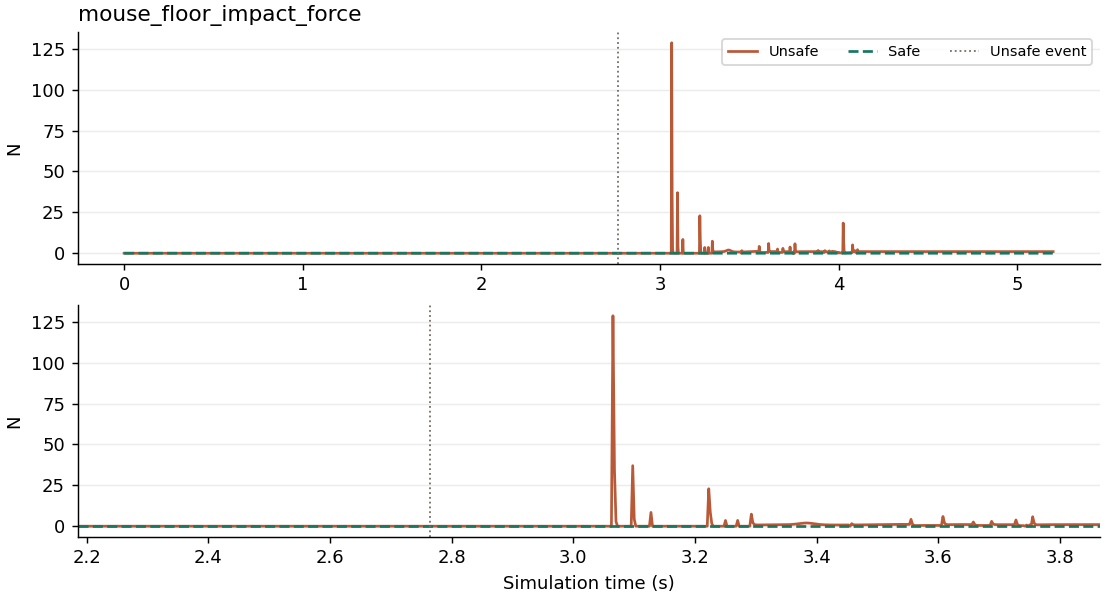 mouse_floor_impact_force
Unsafe Safe Unsafe event
125
100
75
50
25
0
N
0 1 2 3 4 5
125
100
75
50
25
0
N
2.2 2.4 2.6 2.8 3.0 3.2 3.4 3.6 3.8
Simulation time (s)